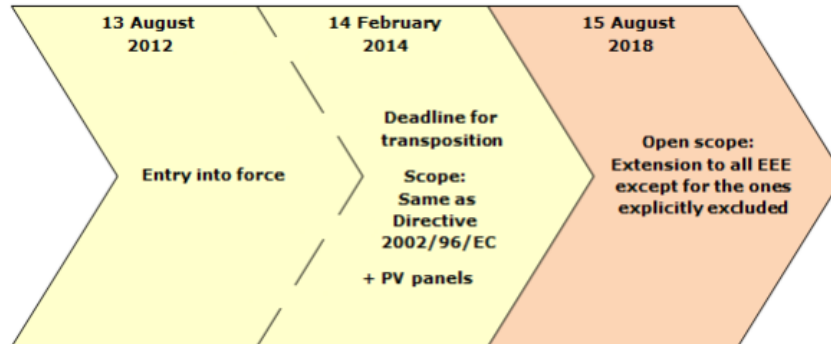 13 August
2012
Entry into force
14 February
2014
Deadline for
transposition
Scope:
Same as
Directive
2002/96/EC
+ PV panels
15 August
2018
Open scope:
Extension to all EEE
except for the ones
explicitly excluded